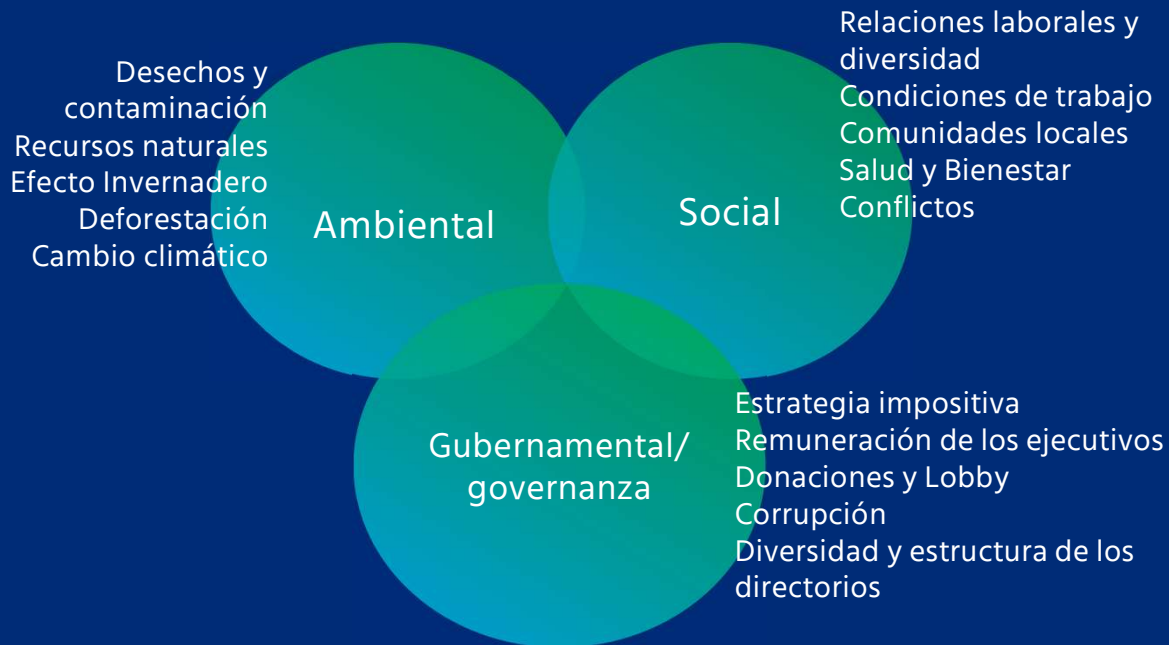 Desechos y
contaminación
Recursos naturales
Efecto Invernadero
Deforestación
Cambio climático
Ambiental
Relaciones laborales y
diversidad
Condiciones de trabajo
Comunidades locales
Salud y Bienestar
Conflictos
Social
Gubernamental/
governanza
Estrategia impositiva
Remuneración de los ejecutivos
Donaciones y Lobby
Corrupción
Diversidad y estructura de los
directorios